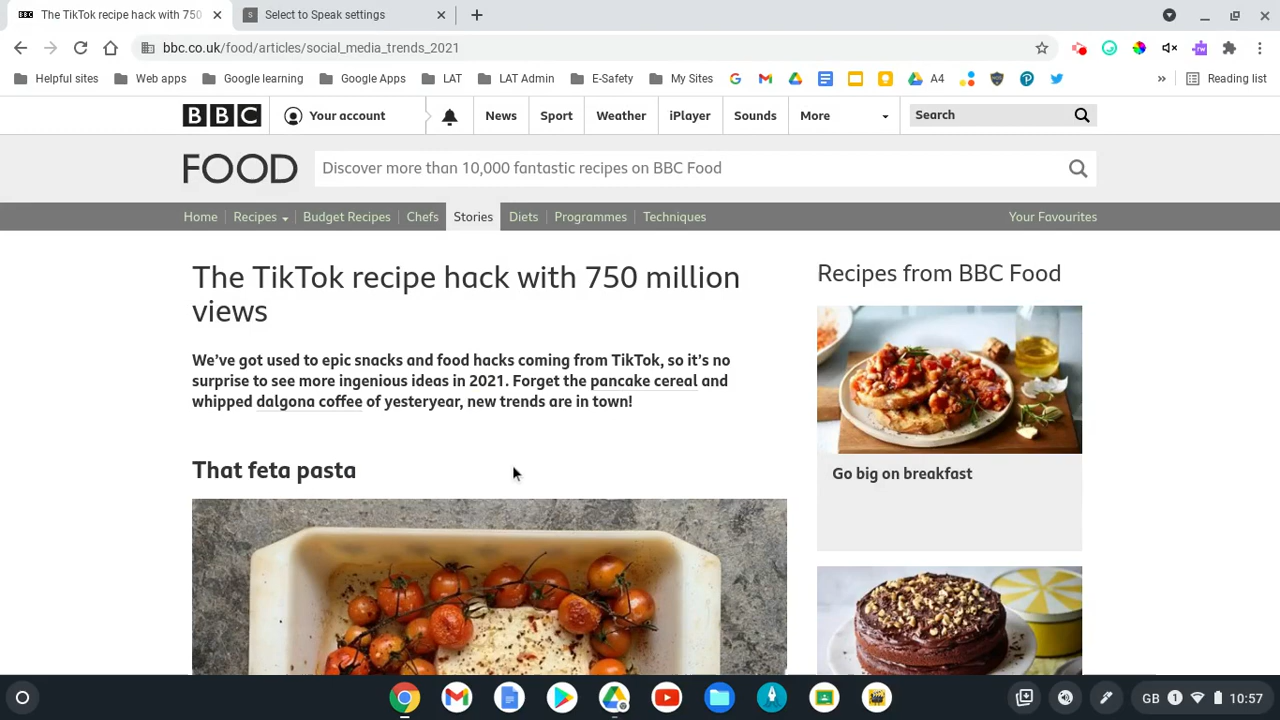 The TikTok recipe hack with 750
Select to Speak settings
bbc.co.uk/food/articles/social_media_trends_2021
Helpful sites
Web apps
Google learning
Google Apps
LAT
LAT Admin
E-Safety
My Sites
A4
»
Reading list
BBC
Your account
News
Sport
Weather
iPlayer
Sounds
More
Search
FOOD
Discover more than 10,000 fantastic recipes on BBC Food
Home
Recipes
Budget Recipes
Chefs
Stories
Diets
Programmes
Techniques
Your Favourites
The TikTok recipe hack with 750 million
views
We’ve got used to epic snacks and food hacks coming from TikTok, so it’s no
surprise to see more ingenious ideas in 2021. Forget the pancake cereal and
whipped dalgona coffee of yesteryear, new trends are in town!
That feta pasta
Recipes from BBC Food
Go big on breakfast
GB
1
10:57